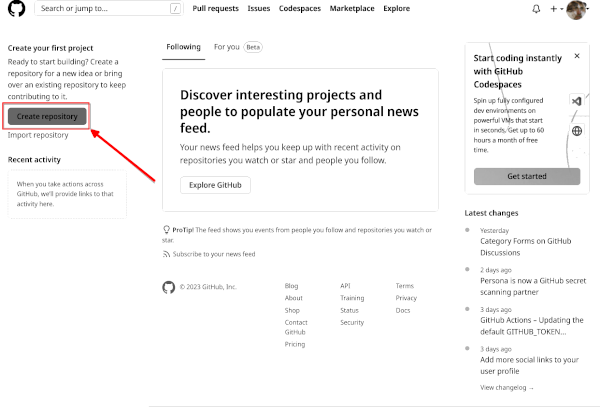 Search or jump to... /
Pull requests Issues Codespaces Marketplace Explore
Create your first project
Ready to start building? Create a
repository for a new idea or bring
over an existing repository to keep
contributing to it.
Create repository
Import repository
Recent activity
When you take actions across
GitHub, we'll provide links to that
activity here.
Following For you Beta
Discover interesting projects and
people to populate your personal news
feed.
Your news feed helps you keep up with recent activity on
repositories you watch or star and people you follow.
Explore GitHub
ProTip! The feed shows you events from people you follow and repositories you watch or
star.
Subscribe to your news feed
© 2023 GitHub, Inc.
Blog
About
Shop
Contact
GitHub
Pricing
API
Training
Status
Security
Terms
Privacy
Docs
Start coding instantly
with GitHub
Codespaces
Spin up fully configured
dev environments on
powerful VMs that start
in seconds. Get up to 60
hours a month of free
time.
Get started
Latest changes
Yesterday
Category Forms on GitHub
Discussions
2 days ago
Persona is now a GitHub secret
scanning partner
3 days ago
GitHub Actions – Updating the
default GITHUB_TOKEN...
3 days ago
Add more social links to your
user profile
View changelog →